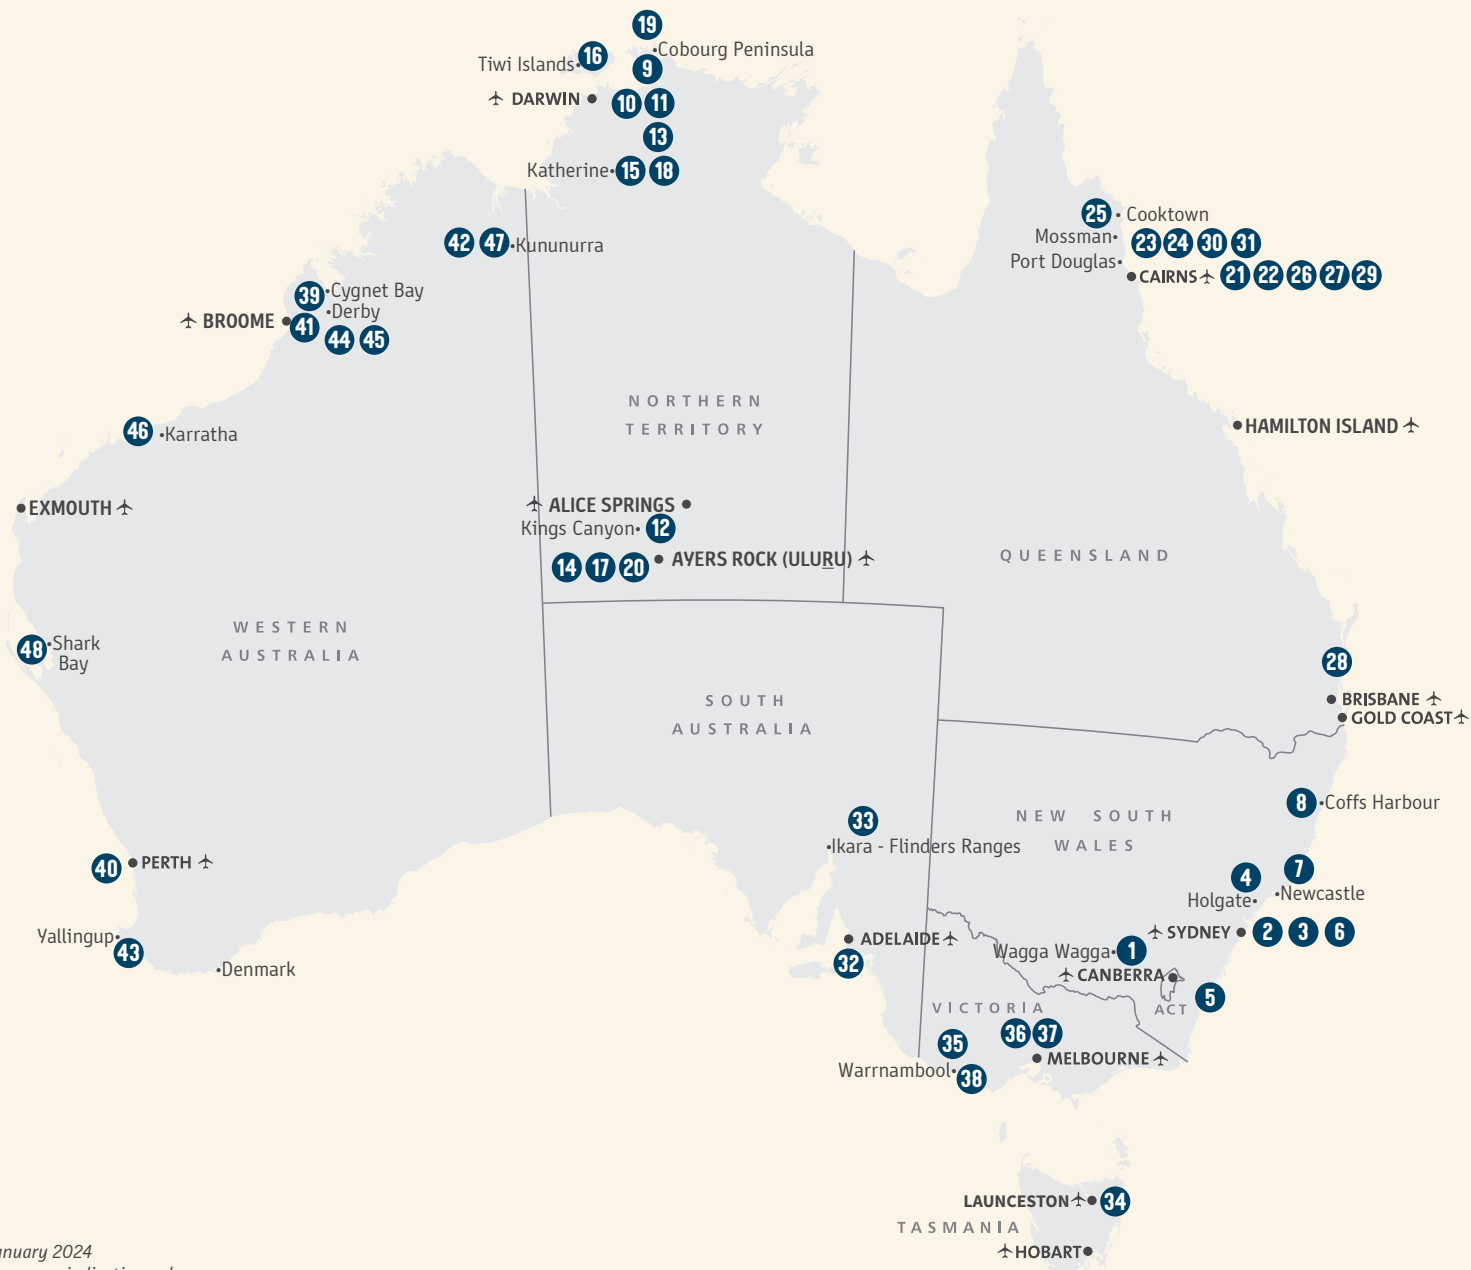 19
Cobourg Peninsula
Tiwi Islands
16
9
DARWIN
10
11
13
Katherine
15
18
25
Cooktown
Mossman
23
24
30
31
42
47
Kununurra
Port Douglas
CAIRNS
21
22
26
27
29
39
Cygnet Bay
Derby
BROOME
41
44
45
NORTHERN
TERRITORY
46
Karratha
HAMILTON ISLAND
EXMOUTH
ALICE SPRINGS
Kings Canyon
12
14
17
20
AYERS ROCK (ULURU)
QUEENSLAND
WESTERN
AUSTRALIA
48
Shark
Bay
28
SOUTH
AUSTRALIA
BRISBANE
GOLD COAST
8
Coffs Harbour
33
NEW SOUTH
WALES
Ikara - Flinders Ranges
40
PERTH
4
7
Holgate
Newcastle
Yallingup
43
Denmark
ADELAIDE
32
SYDNEY
2
3
6
Wagga Wagga
1
CANBERRA
5
VICTORIA
ACT
35
36
37
MELBOURNE
Warrnambool
38
LAUNCESTON
34
TASMANIA
HOBART
nuary 2024